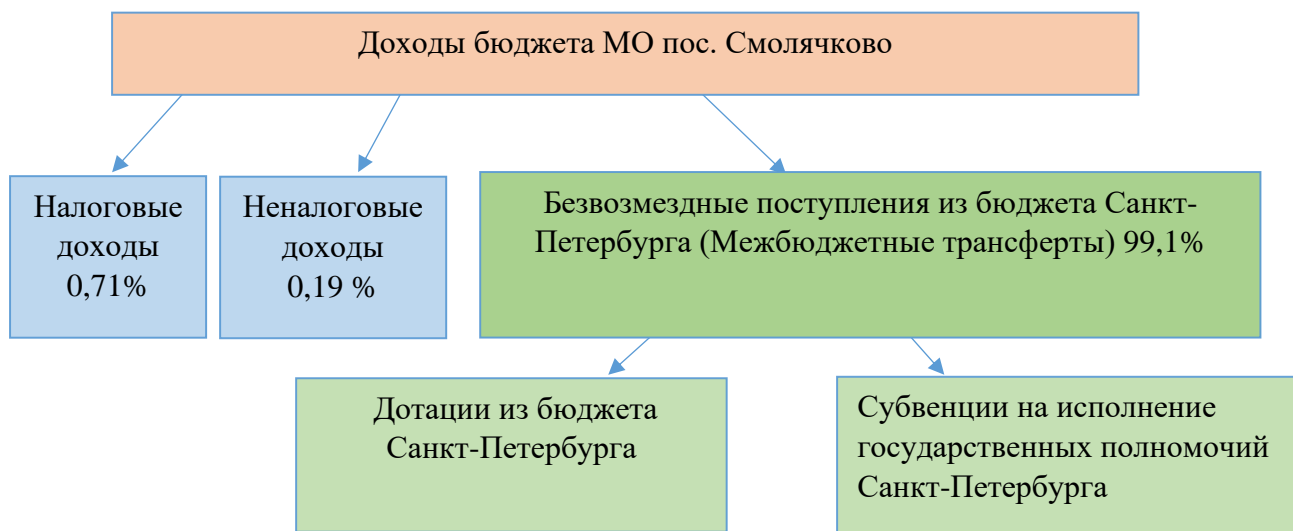 Доходы бюджета МО пос. Смолячково
Налоговые
доходы
0,71%
Неналоговые
доходы
0,19 %
Безвозмездные поступления из бюджета Санкт-
Петербурга (Межбюджетные трансферты) 99,1%
Дотации из бюджета
Санкт-Петербурга
Субвенции на исполнение
государственных полномочий
Санкт-Петербурга